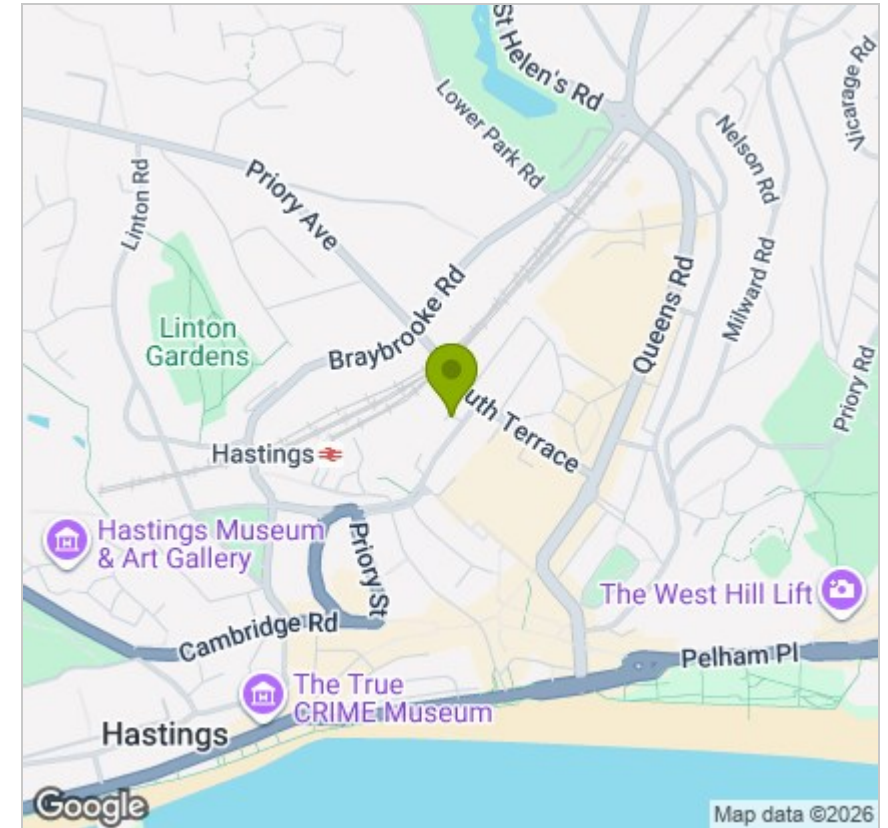 St Helen's Rd
Lower Park Rd
Vicarage Rd
Nelson Rd
Linton Rd
Priory Ave
Milward Rd
Braybrooke Rd
Queens Rd
Linton
Gardens
Priory Rd
uth Terrace
Hastings
Hastings Museum
& Art Gallery
Priory St
The West Hill Lift
Cambridge Rd
Pelham Pl
The True
CRIME Museum
Hastings
Google
Map data ©2026